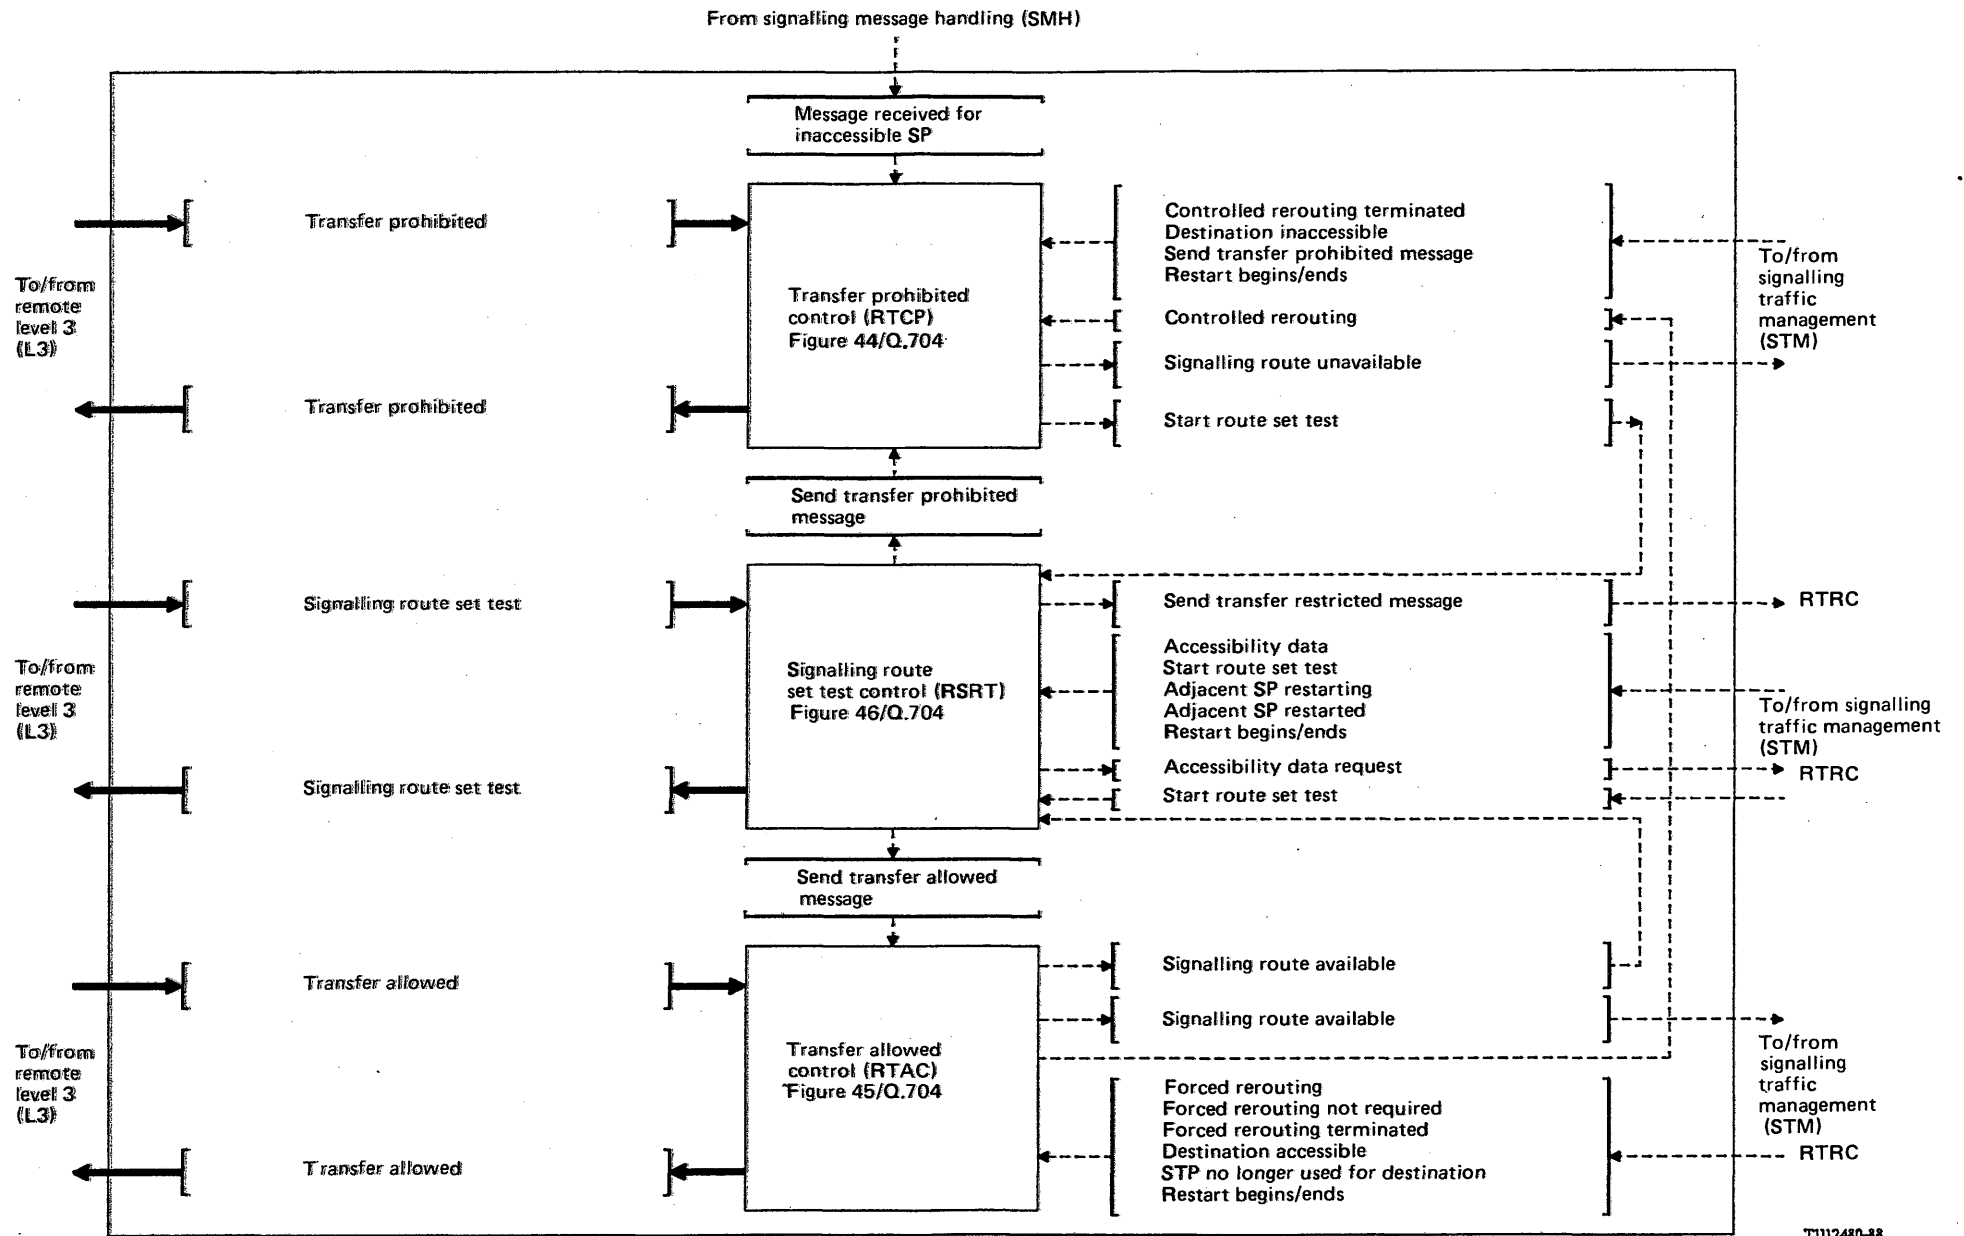 From signalling message handling (SMH)
Message received for
inaccessible SP
Transfer prohibited
Controlled rerouting terminated
Destination inaccessible
Send transfer prohibited message
Restart begins/ends
To/from
signalling
traffic
management
(STM)
To/from
remote
level 3
(L3)
Transfer prohibited
control (RTCP)
Figure 44/Q.704
Controlled rerouting
Signalling route unavailable
Transfer prohibited
Start route set test
Send transfer prohibited
message
Signalling route set test
Send transfer restricted message
RTRC
To/from
remote
level 3
(L3)
Signalling route
set test control (RSRT)
Figure 46/Q.704
Accessibility data
Start route set test
Adjacent SP restarting
Adjacent SP restarted
Restart begins/ends
To/from signalling
traffic management
(STM)
Accessibility data request
RTRC
Signalling route set test
Start route set test
Send transfer allowed
message
Transfer allowed
Signalling route available
Signalling route available
To/from
remote
level 3
(L3)
Transfer allowed
control (RTAC)
Figure 45/Q.704
To/from
signalling
traffic
management
(STM)
Forced rerouting
Forced rerouting not required
Forced rerouting terminated
Destination accessible
STP no longer used for destination
Restart begins/ends
RTRC
Transfer allowed
T1112480-88